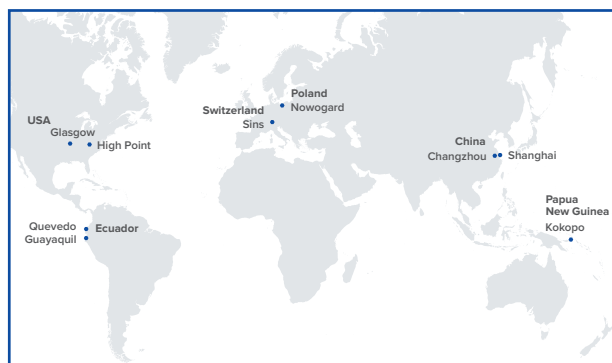 USA
Glasgow
High Point
Quevedo
Guayaquil
Ecuador
Switzerland
Sins
Poland
Nowogard
China
Changzhou
Shanghai
Papua
New Guinea
Kokopo